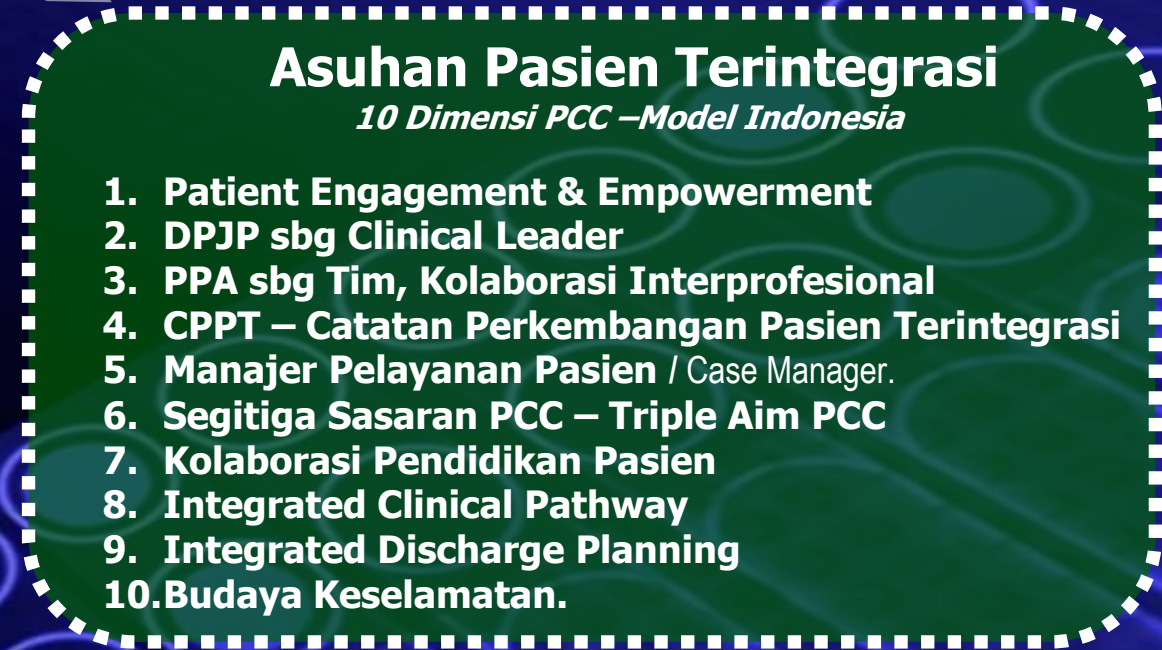 Asuhan Pasien Terintegrasi
10 Dimensi PCC –Model Indonesia
1. Patient Engagement & Empowerment
2. DPJP sbg Clinical Leader
3. PPA sbg Tim, Kolaborasi Interprofesional
4. CPPT – Catatan Perkembangan Pasien Terintegrasi
5. Manajer Pelayanan Pasien / Case Manager.
6. Segitiga Sasaran PCC – Triple Aim PCC
7. Kolaborasi Pendidikan Pasien
8. Integrated Clinical Pathway
9. Integrated Discharge Planning
10.Budaya Keselamatan.